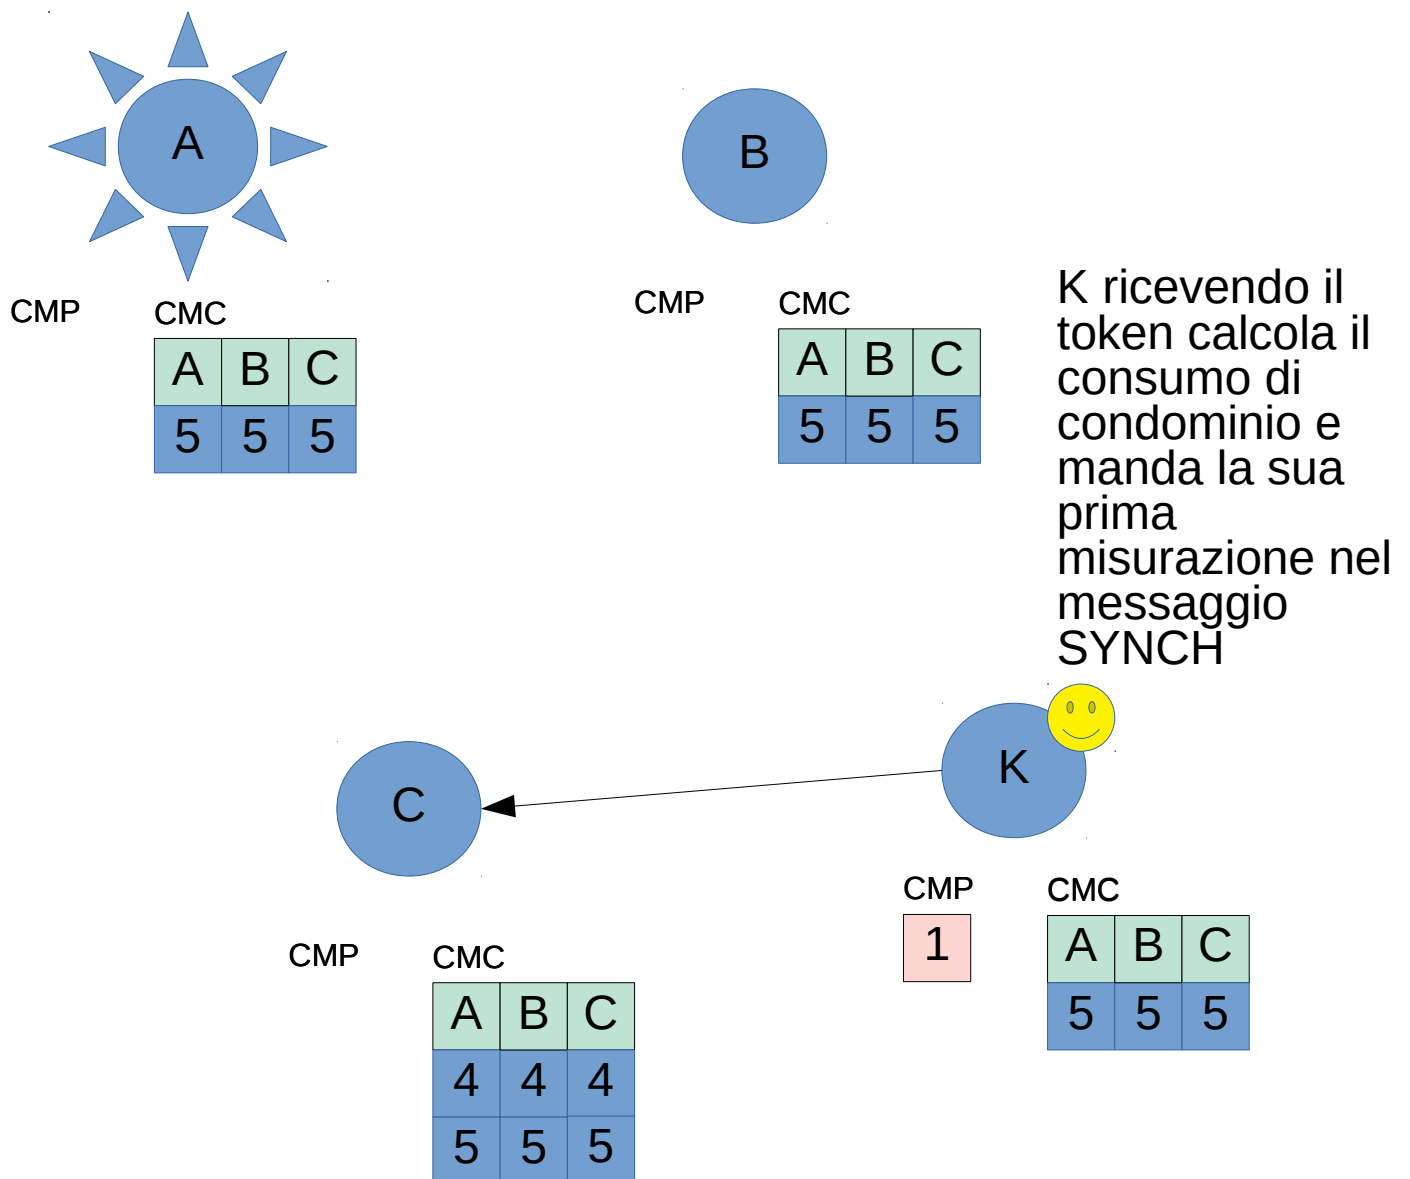 A
B
CMP
CMC
A B C
5 5 5
CMP
CMC
A B C
5 5 5
K ricevendo il
token calcola il
consumo di
condominio e
manda la sua
prima
misurazione nel
messaggio
SYNCH
C
K
CMP
CMC
A B C
4 4 4
5 5 5
CMP
1
CMC
A B C
5 5 5